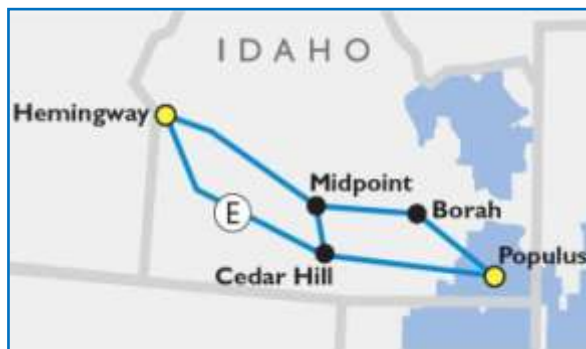 IDAHO
Hemingway
Midpoint
Borah
E
Populus
Cedar Hill